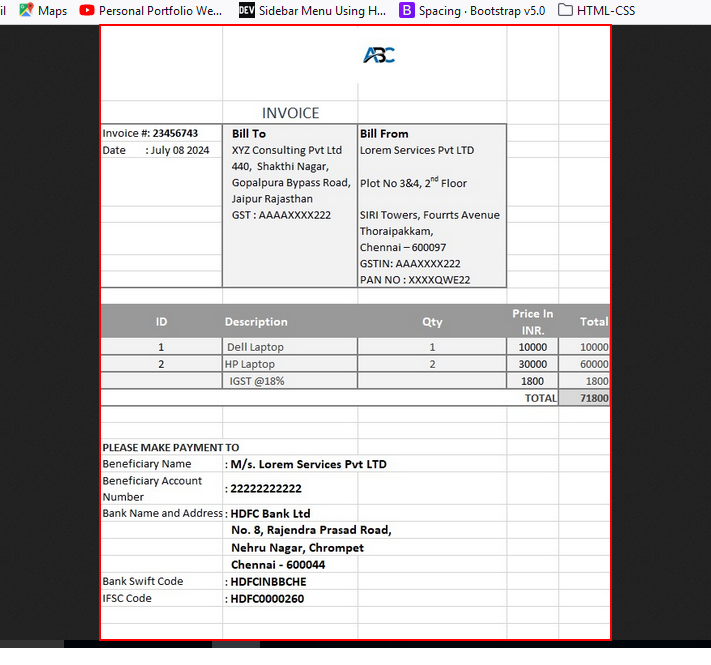 il Maps Personal Portfolio We... DEV Sidebar Menu Using H... B Spacing · Bootstrap v5.0 HTML-CSS
ABC
INVOICE
Invoice #: 23456743
Date : July 08 2024
Bill To
XYZ Consulting Pvt Ltd
440, Shakthi Nagar,
Gopalpura Bypass Road,
Jaipur Rajasthan
GST : AAAAXXXX222
Bill From
Lorem Services Pvt LTD
Plot No 3&4, 2nd Floor
SIRI Towers, Fourrts Avenue
Thoraipakkam,
Chennai – 600097
GSTIN: AAAXXXX222
PAN NO : XXXXQWE22
ID Description Qty Price In INR. Total
1 Dell Laptop 1 10000 10000
2 HP Laptop 2 30000 60000
IGST @18% 1800 1800
TOTAL 71800
PLEASE MAKE PAYMENT TO
Beneficiary Name : M/s. Lorem Services Pvt LTD
Beneficiary Account Number : 22222222222
Bank Name and Address : HDFC Bank Ltd
No. 8, Rajendra Prasad Road,
Nehru Nagar, Chrompet
Chennai - 600044
Bank Swift Code : HDFCINBBCHE
IFSC Code : HDFC0000260